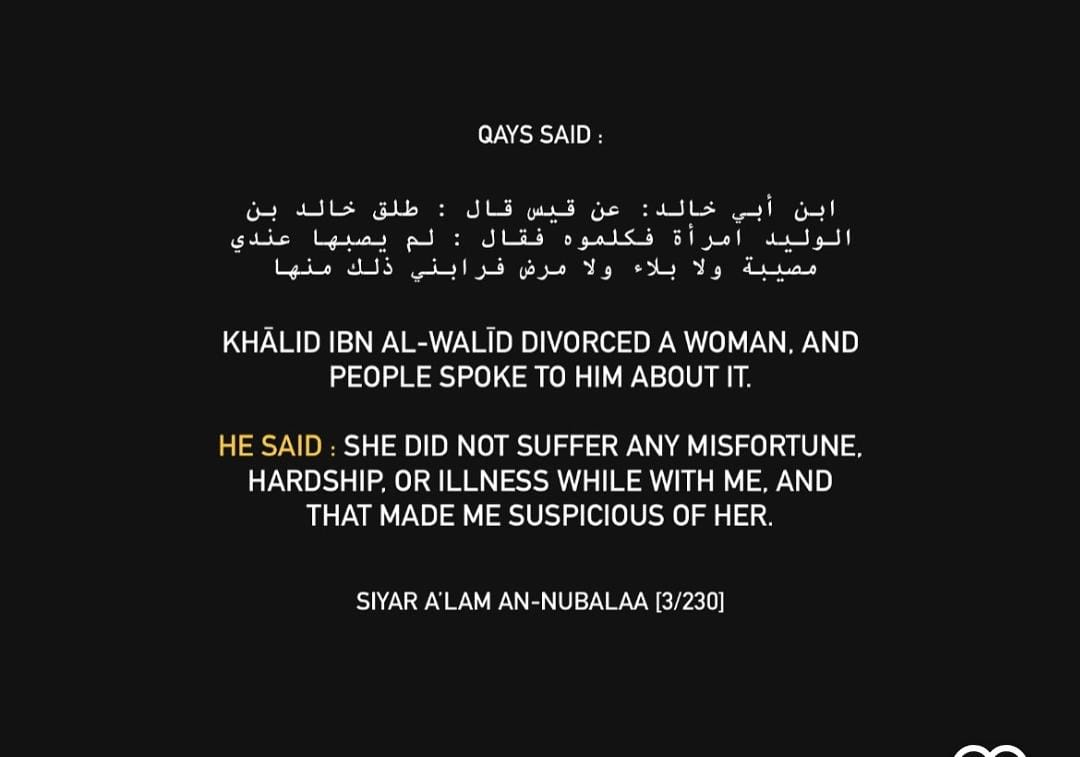 QAYS SAID :
ابن أبي خالد: عن قيس قال : طلق خالد بن
الوليد امرأة فكلموه فقال : لم يصبها عندي
مصيبة ولا بلاء ولا مرض فرابني ذلك منها
KHĀLID IBN AL-WALĪD DIVORCED A WOMAN, AND
PEOPLE SPOKE TO HIM ABOUT IT.
HE SAID : SHE DID NOT SUFFER ANY MISFORTUNE,
HARDSHIP, OR ILLNESS WHILE WITH ME, AND
THAT MADE ME SUSPICIOUS OF HER.
SIYAR A'LAM AN-NUBALAA [3/230]